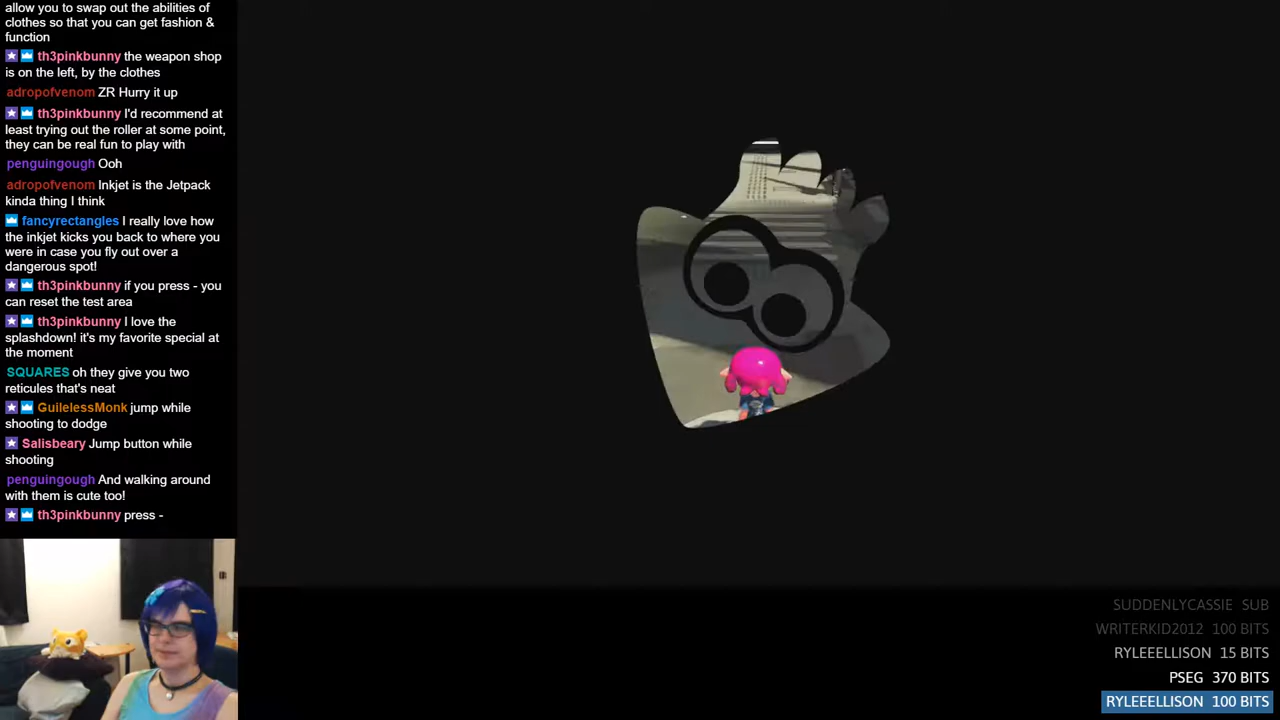 allow you to swap out the abilities of
clothes so that you can get fashion &
function
th3pinkbunny the weapon shop
is on the left, by the clothes
adropofvenom ZR Hurry it up
th3pinkbunny I'd recommend at
least trying out the roller at some point,
they can be real fun to play with
penguingough Ooh
adropofvenom Inkjet is the Jetpack
kinda thing I think
fancyrectangles I really love how
the inkjet kicks you back to where you
were in case you fly out over a
dangerous spot!
th3pinkbunny if you press - you
can reset the test area
th3pinkbunny I love the
splashdown! it's my favorite special at
the moment
SQUARES oh they give you two
reticules that's neat
GuilelessMonk jump while
shooting to dodge
Salisbeary Jump button while
shooting
penguingough And walking around
with them is cute too!
th3pinkbunny press -
SUDDENLYCASSIE SUB
WRITERKID2012 100 BITS
RYLEEELLISON 15 BITS
PSEG 370 BITS
RYLEEELLISON 100 BITS